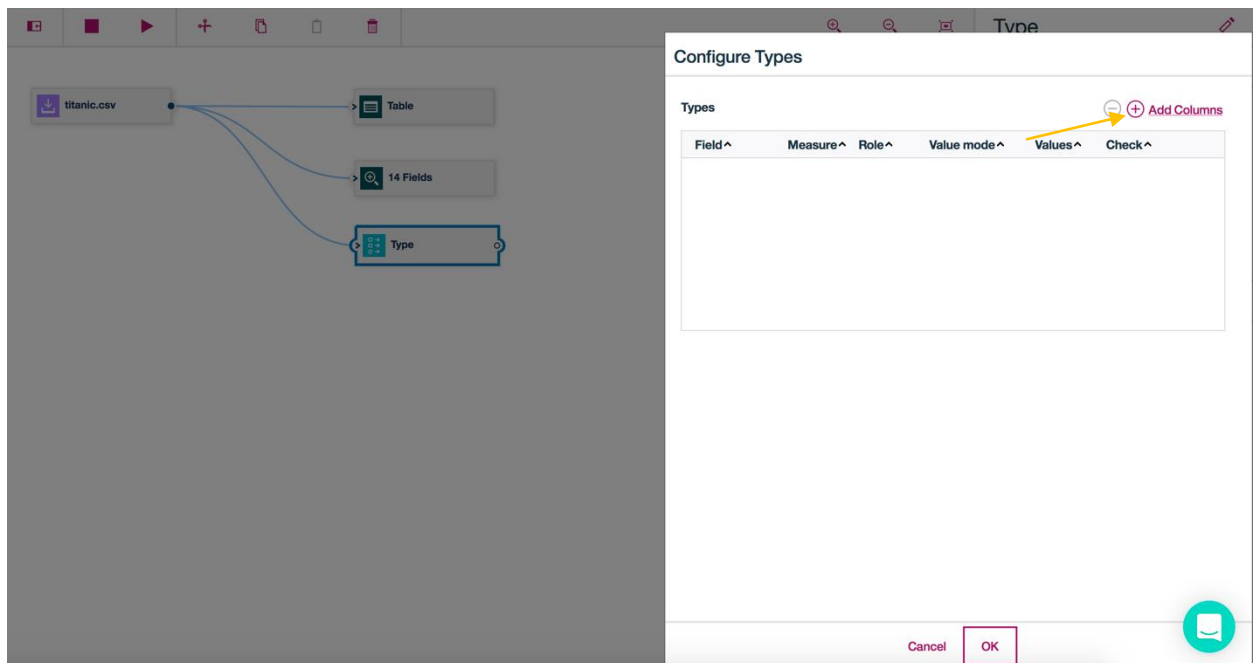 Type
Configure Types
titanic.csv
Table
Types
Add Columns
Field
Measure
Role
Value mode
Values
Check
14 Fields
Type
Cancel
OK